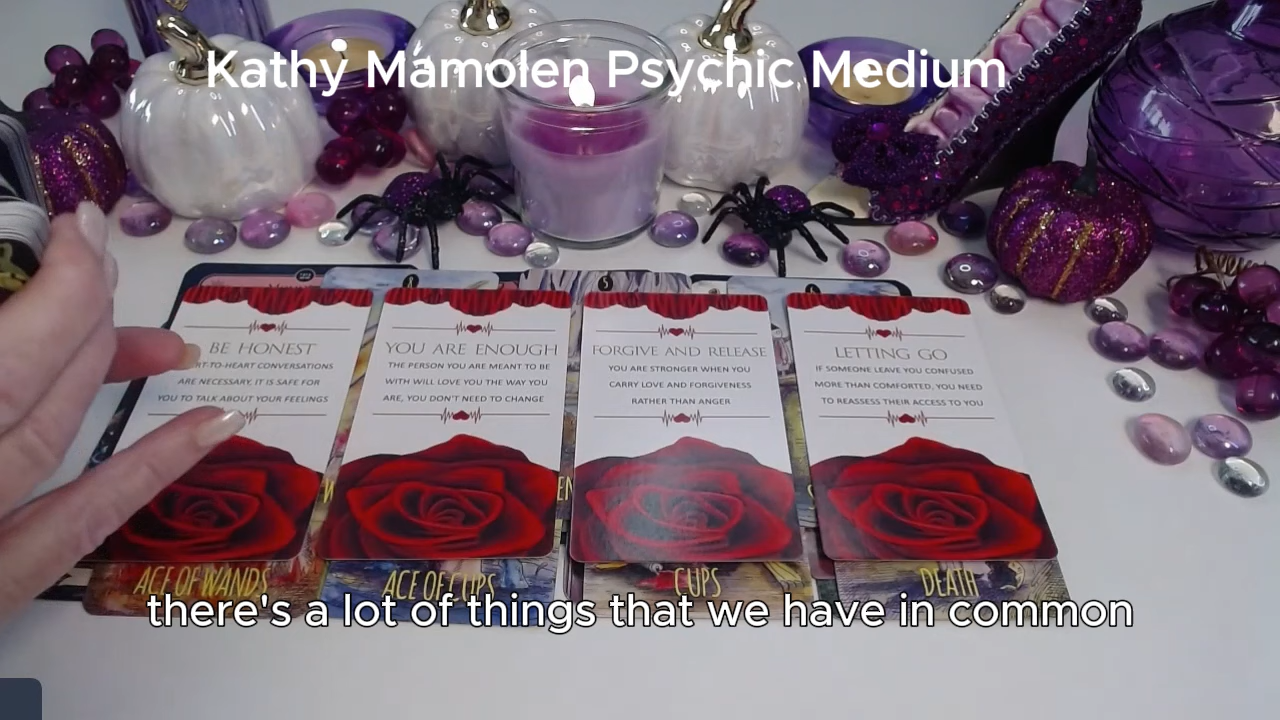 Kathy Mamolen Psychic Medium
BE HONEST
CONVERSATIONS
ARE NECESSARY, IT IS SAFE FOR
YOU TO TALK ABOUT YOUR FEELINGS
YOU ARE ENOUGH
THE PERSON YOU ARE MEANT TO BE
WITH WILL LOVE YOU THE WAY YOU
ARE, YOU DON'T NEED TO CHANGE
FORGIVE AND RELEASE
YOU ARE STRONGER WHEN YOU
CARRY LOVE AND FORGIVENESS
RATHER THAN ANGER
LETTING GO
IF SOMEONE LEAVE YOU CONFUSED
MORE THAN COMFORTED, YOU NEED
TO REASSESS THEIR ACCESS TO YOU
ACE OF WANDS
ACE OF CUPS
CUPS
DEATH
there's a lot of things that we have in common